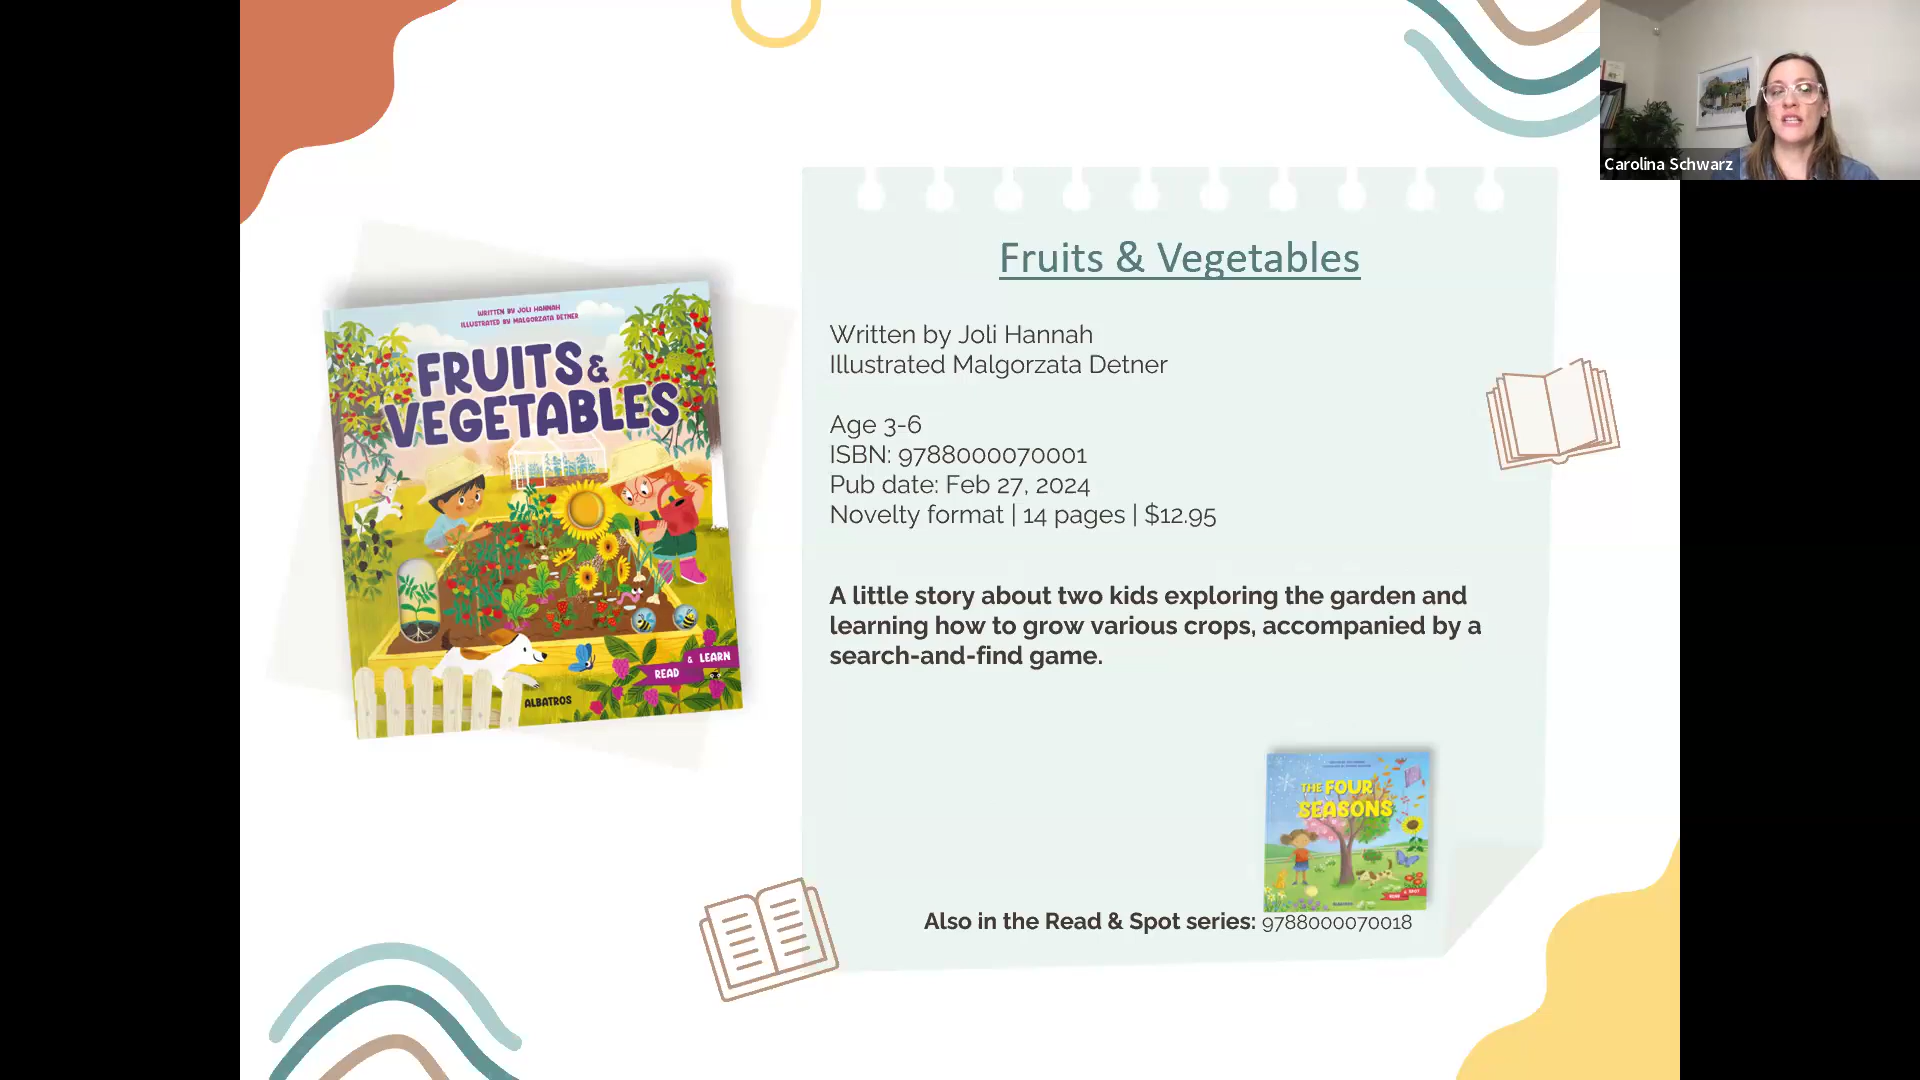 Carolina Schwarz
Fruits & Vegetables
Written by Joli Hannah
Illustrated Malgorzata Detner
Age 3-6
ISBN: 9788000070001
Pub date: Feb 27, 2024
Novelty format | 14 pages | $12.95
A little story about two kids exploring the garden and
learning how to grow various crops, accompanied by a
search-and-find game.
Also in the Read & Spot series: 9788000070018
WRITTEN BY JOLI HANNAH
ILLUSTRATED BY MALGORZATA DETNER
FRUITS &
VEGETABLES
READ & LEARN
ALBATROS
THE FOUR
SEASONS
READ & SPOT
ALBATROS